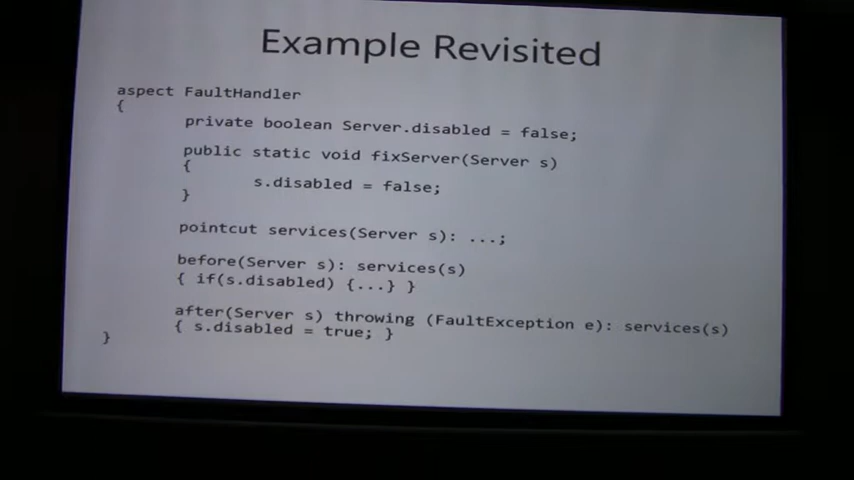 Example Revisited
aspect FaultHandler
{
private boolean Server.disabled = false;
public static void fixServer(Server s)
{
s.disabled = false;
}
pointcut services(Server s): ...;
before(Server s): services(s)
{ if(s.disabled) {...} }
after(Server s) throwing (FaultException e): services(s)
{ s.disabled = true; }
}